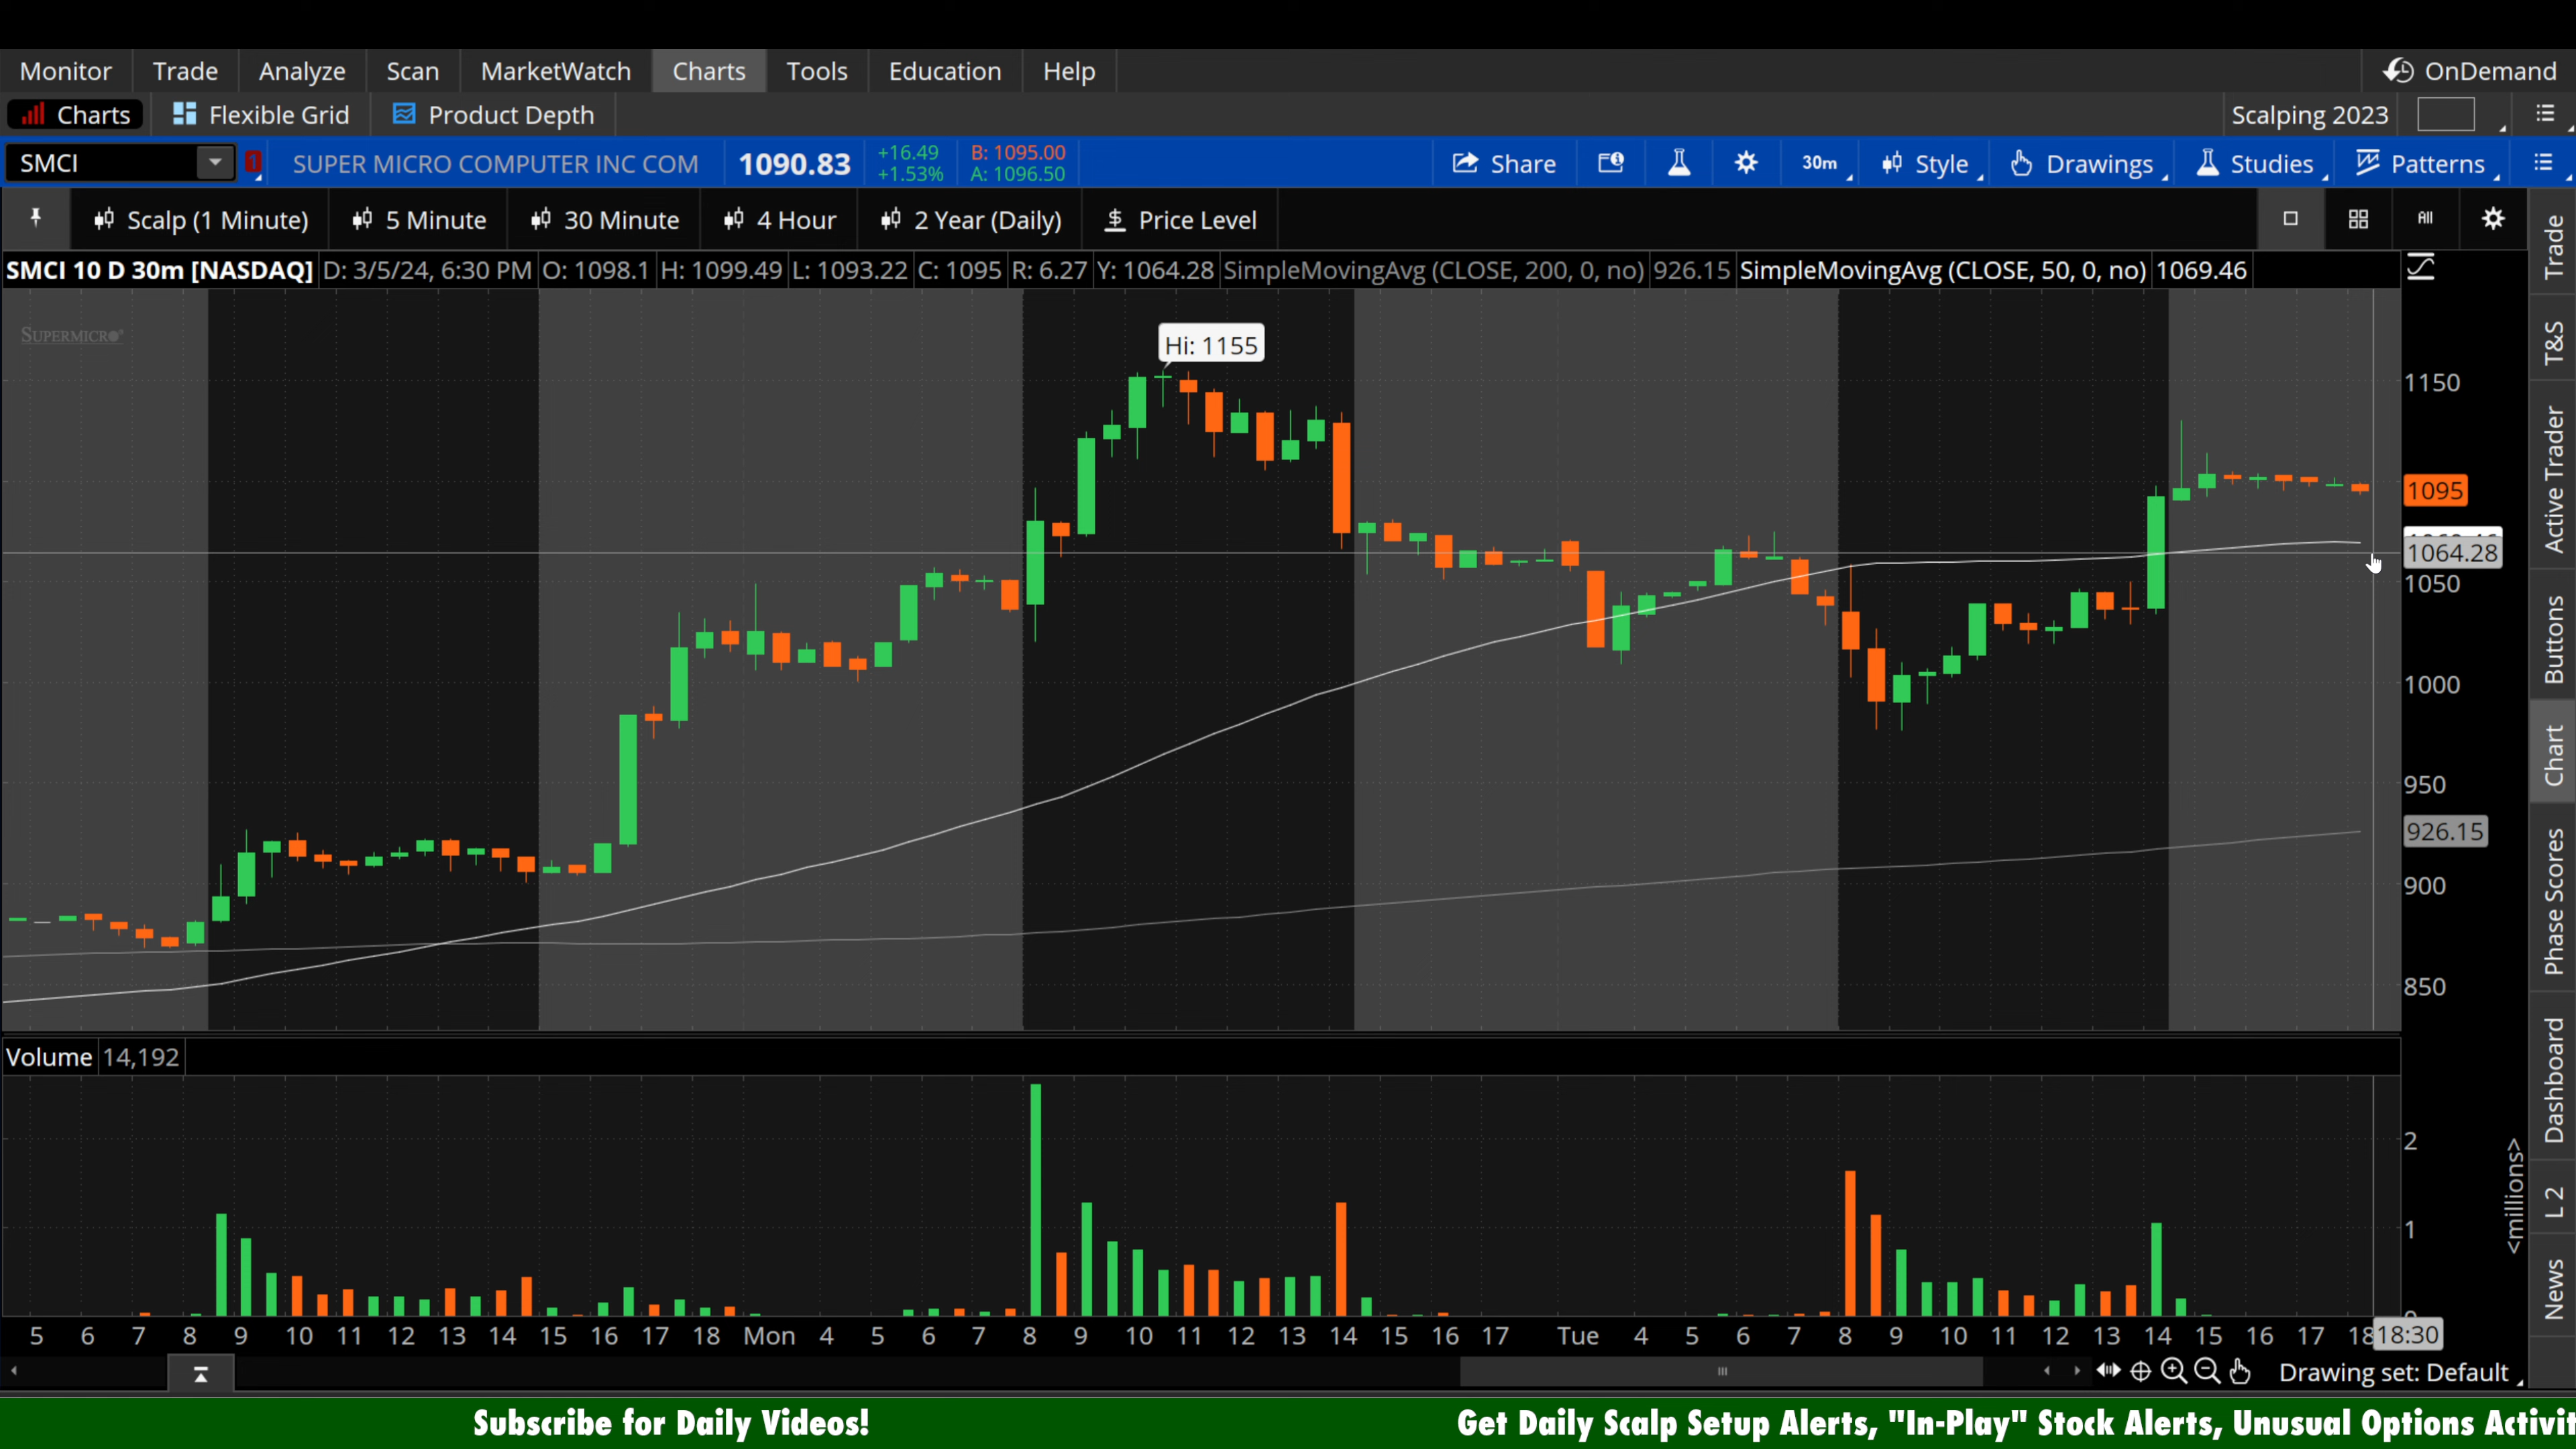 Monitor Trade Analyze Scan MarketWatch Charts Tools Education Help OnDemand
Charts Flexible Grid Product Depth Scalping 2023
SMCI 1 SUPER MICRO COMPUTER INC COM 1090.83 +16.49 B: 1095.00 Share 30m Style Drawings Studies Patterns
+1.53% A: 1096.50
Scalp (1 Minute) 5 Minute 30 Minute 4 Hour 2 Year (Daily) $ Price Level All
SMCI 10 D 30m [NASDAQ] D: 3/5/24, 6:30 PM O: 1098.1 H: 1099.49 L: 1093.22 C: 1095 R: 6.27 Y: 1064.28 SimpleMovingAvg (CLOSE, 200, 0, no) 926.15 SimpleMovingAvg (CLOSE, 50, 0, no) 1069.46
SUPERMICR●
Hi: 1155
1150
1095
1064.28
1050
1000
950
926.15
900
850
Volume 14,192
2
1
<millions>
5 6 7 8 9 10 11 12 13 14 15 16 17 18 Mon 4 5 6 7 8 9 10 11 12 13 14 15 16 17 Tue 4 5 6 7 8 9 10 11 12 13 14 15 16 17 18 18:30
Drawing set: Default
Trade
T&S
Active Trader
Buttons
Chart
Phase Scores
Dashboard
L 2
News
Subscribe for Daily Videos! Get Daily Scalp Setup Alerts, "In-Play" Stock Alerts, Unusual Options Activit